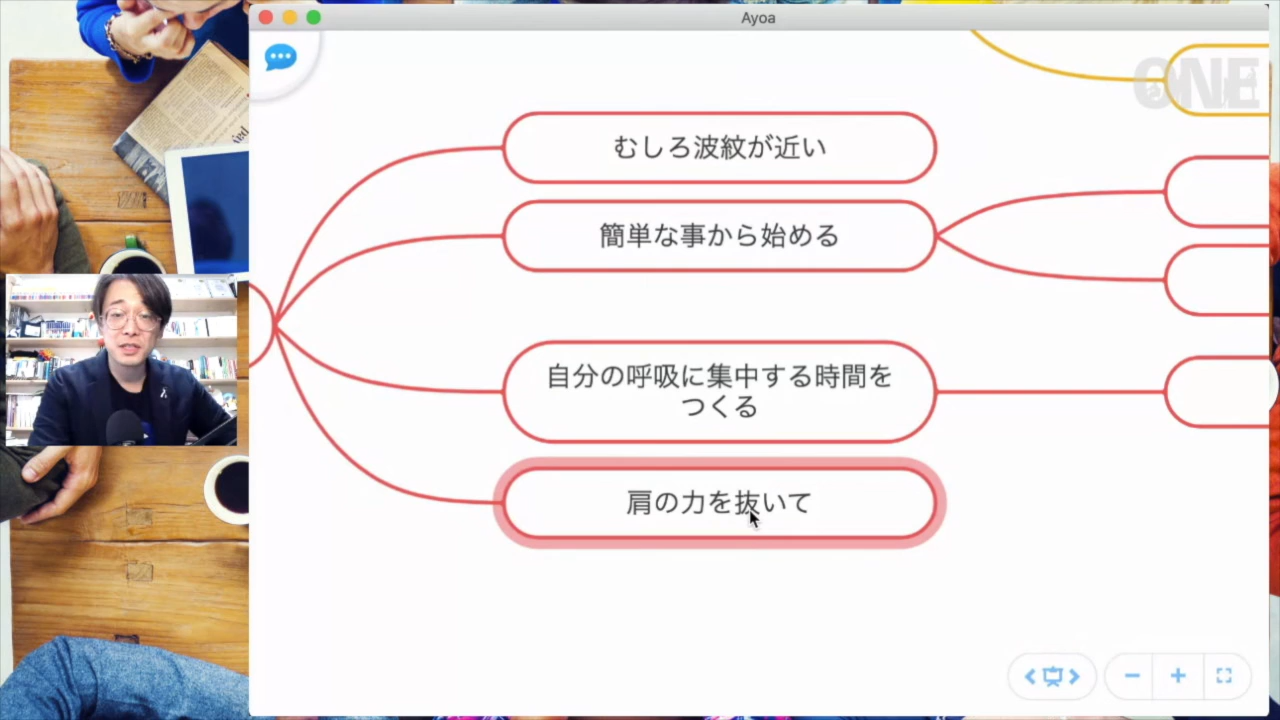 Ayoa
ONE
むしろ波紋が近い
簡単な事から始める
自分の呼吸に集中する時間を
つくる
肩の力を抜いて